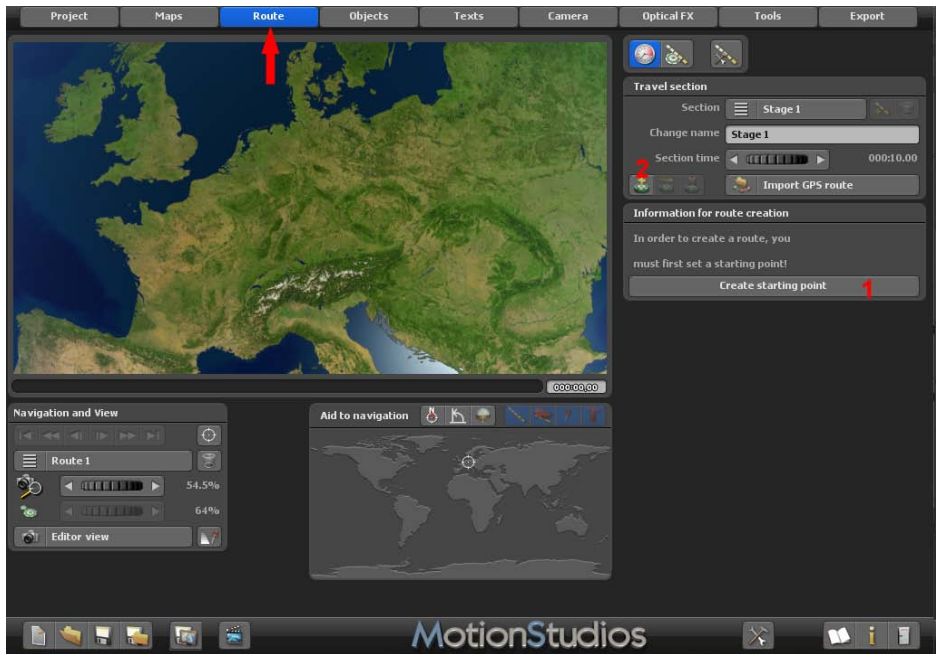 Project Maps Route Objects Texts Camera Optical FX Tools Export
Travel section
Section Stage 1
Change name Stage 1
Section time 000:10.00
2
Import GPS route
Information for route creation
In order to create a route, you
must first set a starting point!
Create starting point 1
000:00,00
Navigation and View
Route 1
54.5%
64%
Editor view
Aid to navigation
MotionStudios